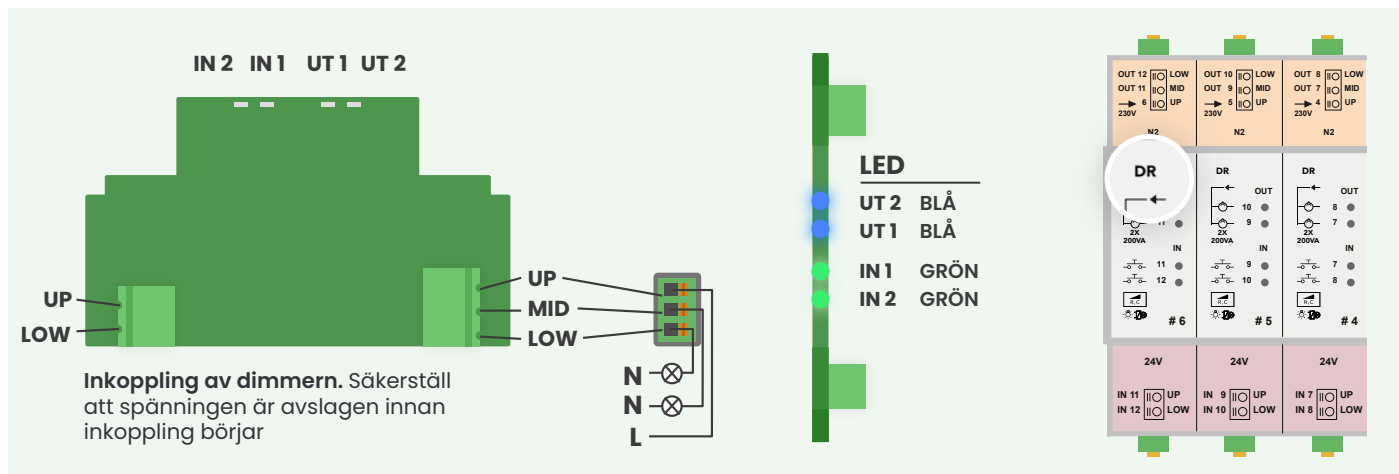 IN 2 IN 1 UT 1 UT 2
UP
LOW
UP
MID
LOW
N
N
L
Inkoppling av dimmern. Säkerställ
att spänningen är avslagen innan
inkoppling börjar
LED
UT 2 BLÅ
UT 1 BLÅ
IN 1 GRÖN
IN 2 GRÖN
OUT 12 LOW
OUT 11 MID
6 UP
230V
N2
DR
11
2X
200VA
IN
11
12
R,C
# 6
24V
IN 11 UP
IN 12 LOW
OUT 10 LOW
OUT 9 MID
5 UP
230V
N2
DR
OUT
10
9
2X
200VA
IN
9
10
R,C
# 5
24V
IN 9 UP
IN 10 LOW
OUT 8 LOW
OUT 7 MID
4 UP
230V
N2
DR
OUT
8
7
2X
200VA
IN
7
8
R,C
# 4
24V
IN 7 UP
IN 8 LOW